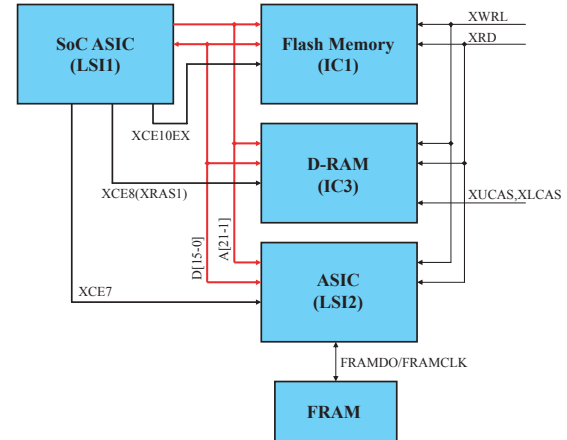 SoC ASIC
(LSI1)
Flash Memory
(IC1)
XWRL
XRD
XCE10EX
D-RAM
(IC3)
XCE8(XRAS1)
XUCAS,XLCAS
D[15-0]
A[21-1]
ASIC
(LSI2)
XCE7
FRAMDO/FRAMCLK
FRAM